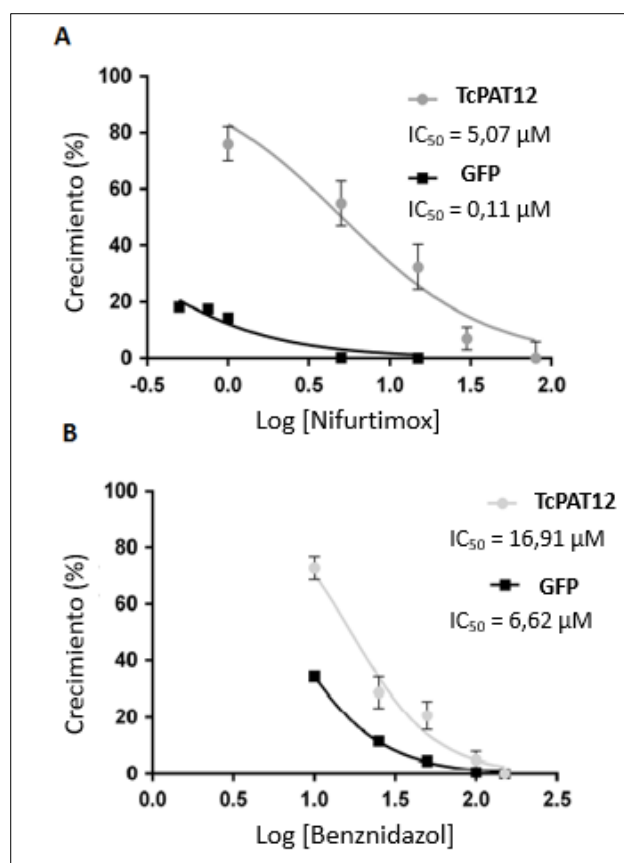 A
100
80
60
40
20
0
Crecimiento (%)
TcPAT12
IC₅₀ = 5,07 µM
GFP
IC₅₀ = 0,11 µM
-0.5 0.0 0.5 1.0 1.5 2.0
Log [Nifurtimox]
B
100
80
60
40
20
0
Crecimiento (%)
TcPAT12
IC₅₀ = 16,91 µM
GFP
IC₅₀ = 6,62 µM
0.0 0.5 1.0 1.5 2.0 2.5
Log [Benznidazol]